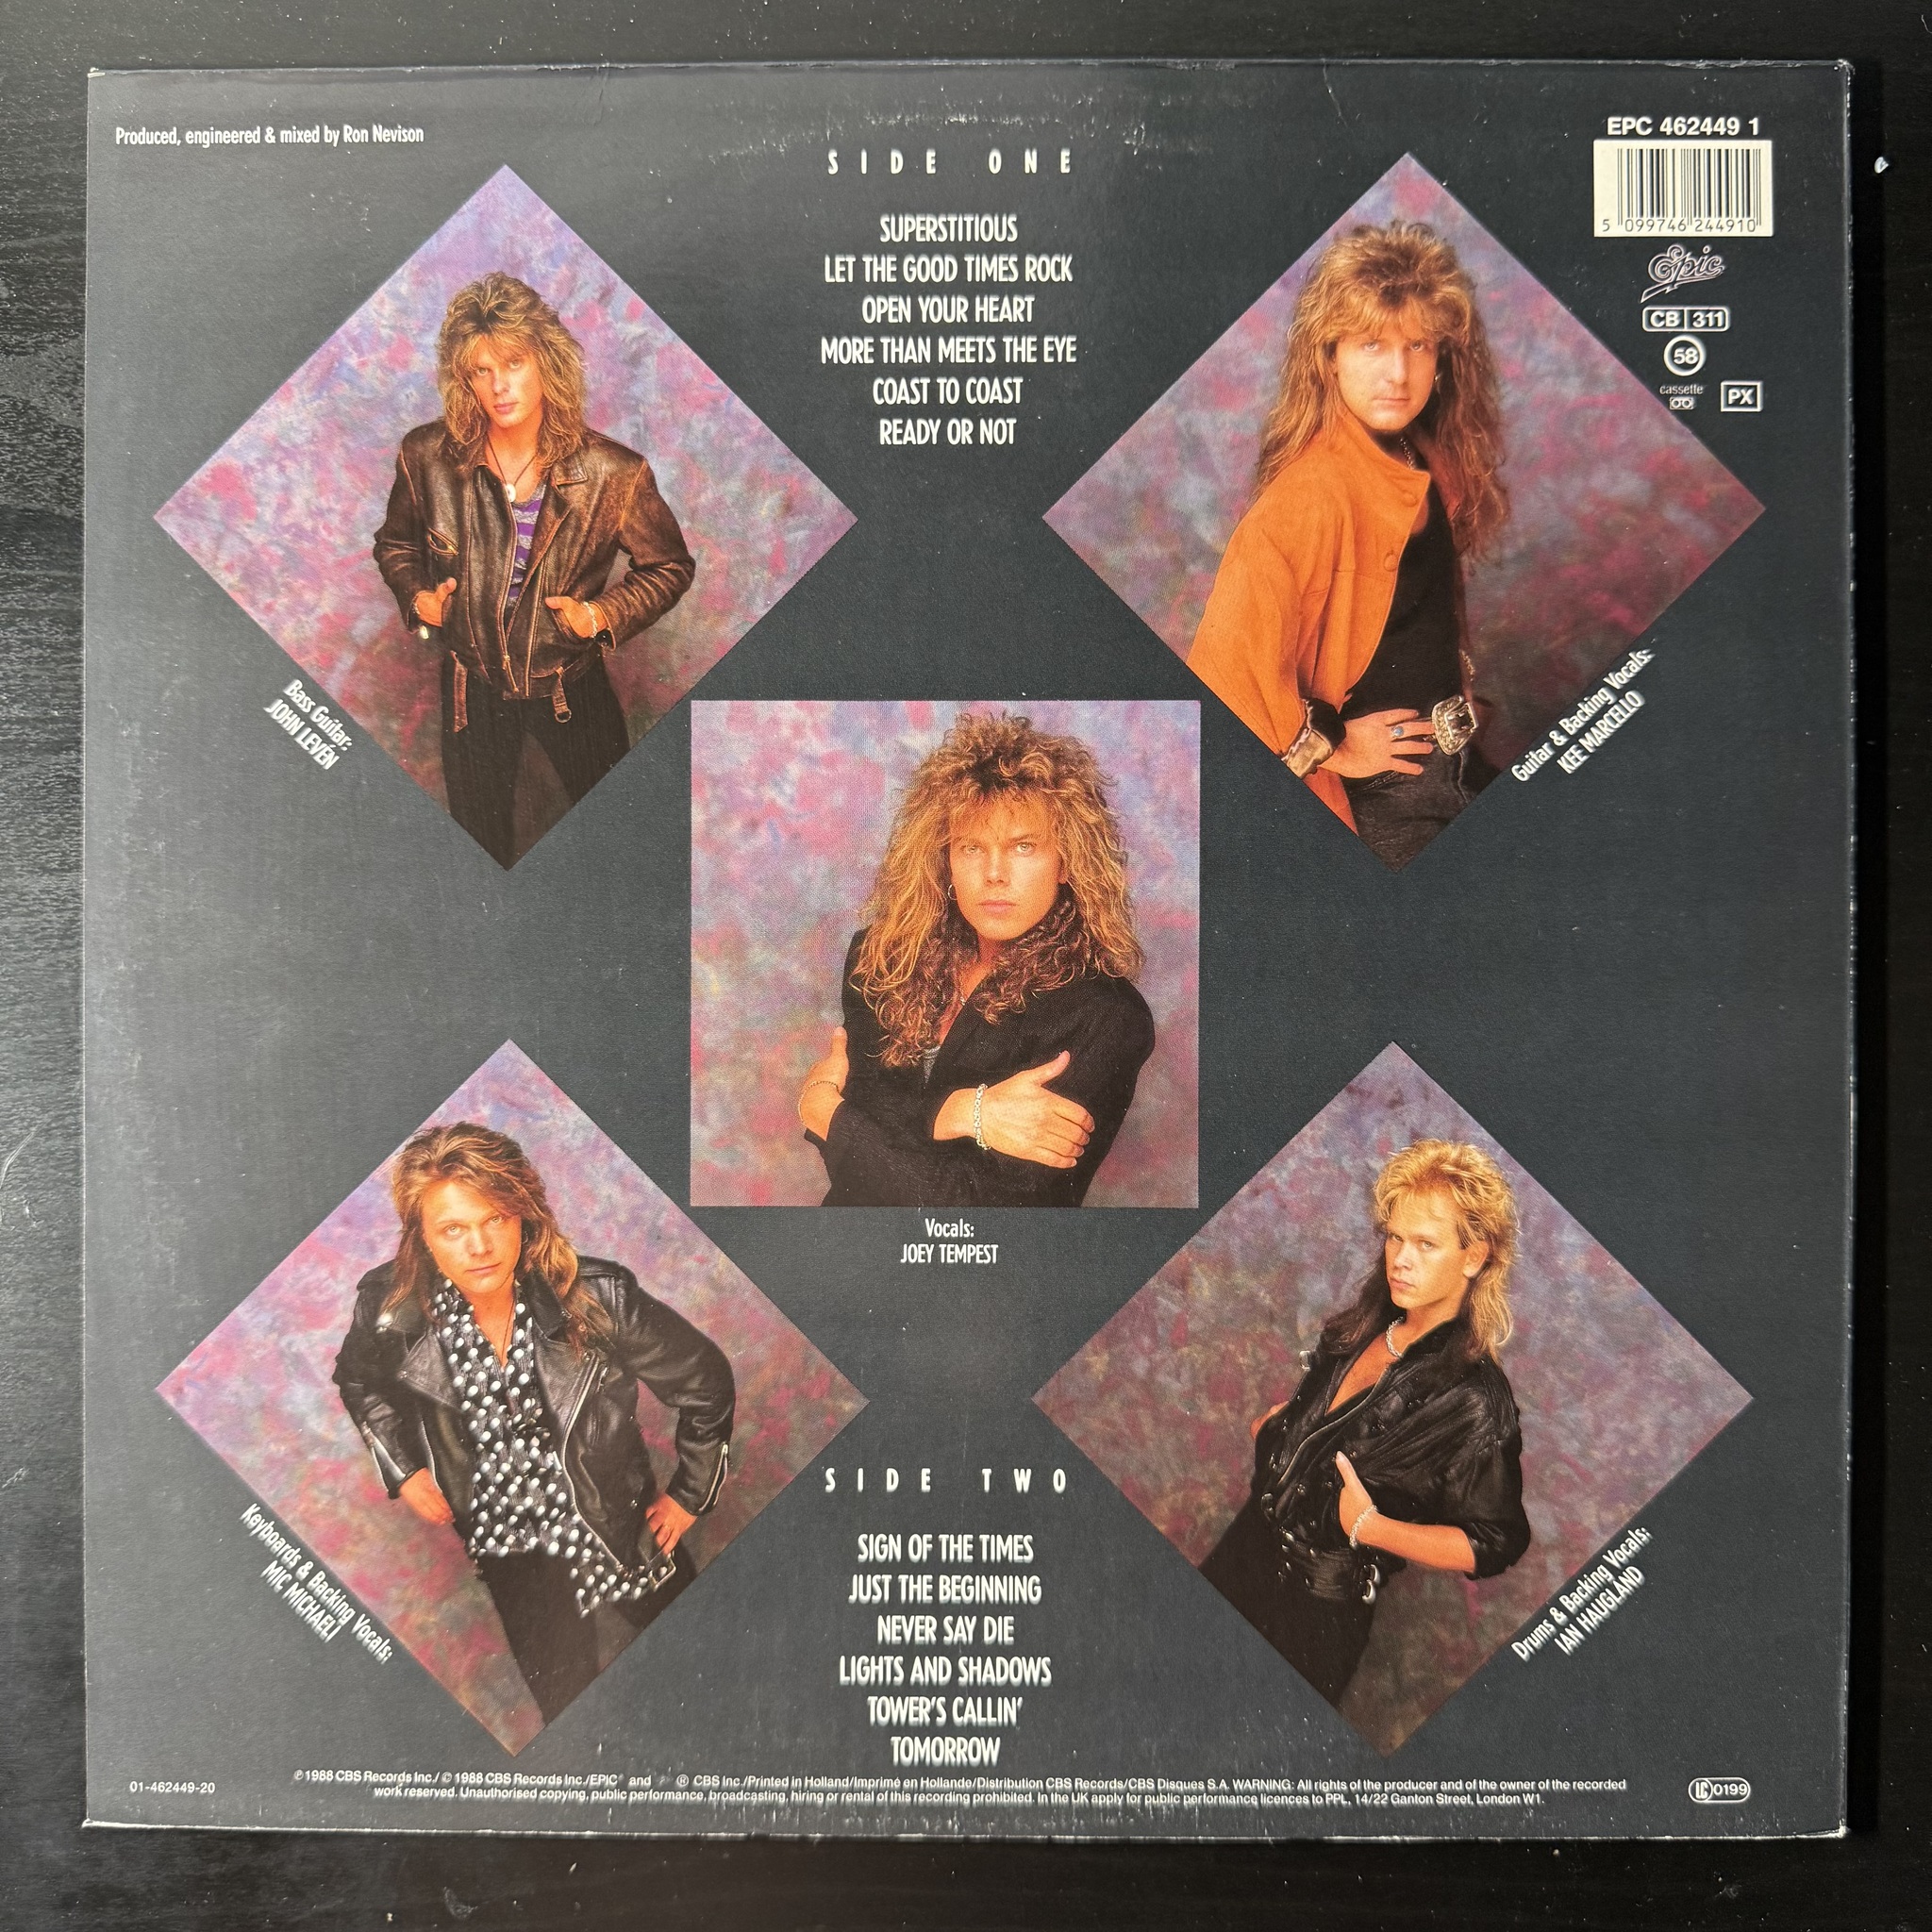 Produced, engineered & mixed by Ron Nevison
EPC 462449 1
5 099746 244910
Epic
CB 311
58
cassette
PX
SIDE ONE
SUPERSTITIOUS
LET THE GOOD TIMES ROCK
OPEN YOUR HEART
MORE THAN MEETS THE EYE
COAST TO COAST
READY OR NOT
Bass Guitar:
JOHN LEVÉN
Guitar & Backing Vocals:
KEE MARCELLO
Vocals:
JOEY TEMPEST
Keyboards & Backing Vocals:
MIC MICHAELI
Drums & Backing Vocals:
IAN HAUGLAND
SIDE TWO
SIGN OF THE TIMES
JUST THE BEGINNING
NEVER SAY DIE
LIGHTS AND SHADOWS
TOWER'S CALLIN'
TOMORROW
01-462449-20
℗ 1988 CBS Records Inc./ © 1988 CBS Records Inc./EPIC and ® CBS Inc./Printed in Holland/Imprimé en Hollande/Distribution CBS Records/CBS Disques S.A. WARNING: All rights of the producer and of the owner of the recorded
work reserved. Unauthorised copying, public performance, broadcasting, hiring or rental of this recording prohibited. In the UK apply for public performance licences to PPL, 14/22 Ganton Street, London W1.
LC 0199